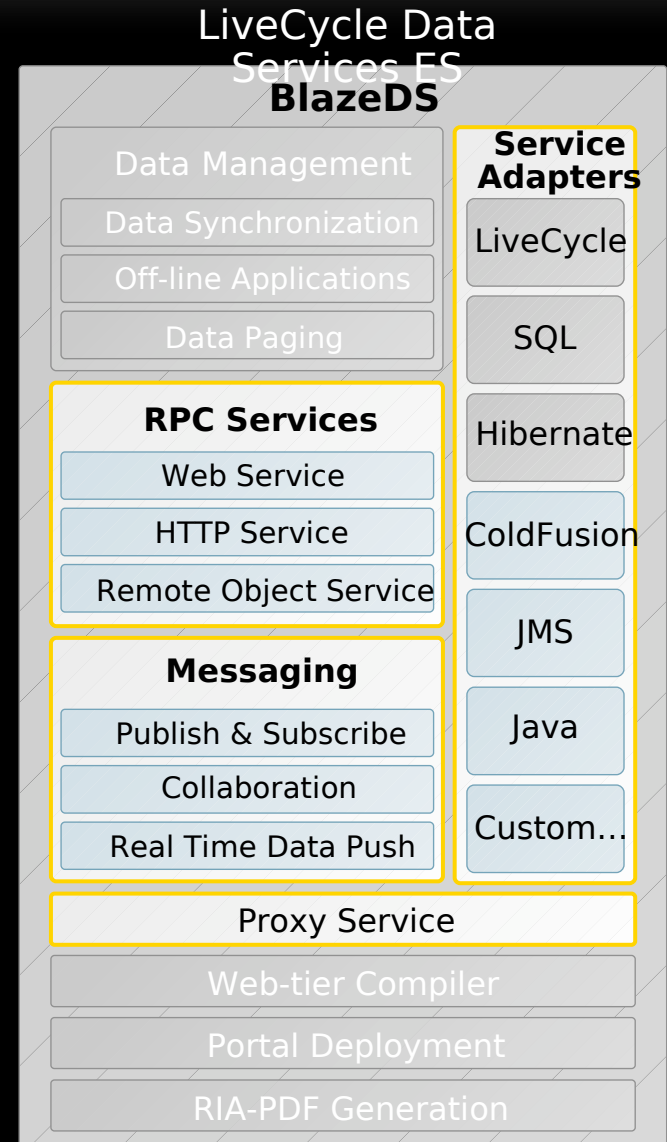 LiveCycle Data
Services ES
BlazeDS
Data Management
Data Synchronization
Off-line Applications
Data Paging
RPC Services
Web Service
HTTP Service
Remote Object Service
Messaging
Publish & Subscribe
Collaboration
Real Time Data Push
Service
Adapters
LiveCycle
SQL
Hibernate
ColdFusion
JMS
Java
Custom...
Proxy Service
Web-tier Compiler
Portal Deployment
RIA-PDF Generation